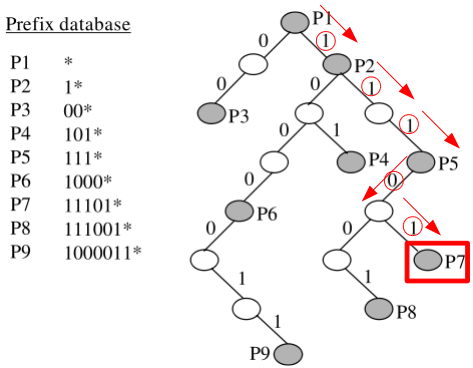 Prefix database
P1 *
P2 1*
P3 00*
P4 101*
P5 111*
P6 1000*
P7 11101*
P8 111001*
P9 1000011*
P1
0 1
P2
0 1
P3
0 1 1
P4 P5
0 0
P6
0 0 1
P7
1
P8
1
P9